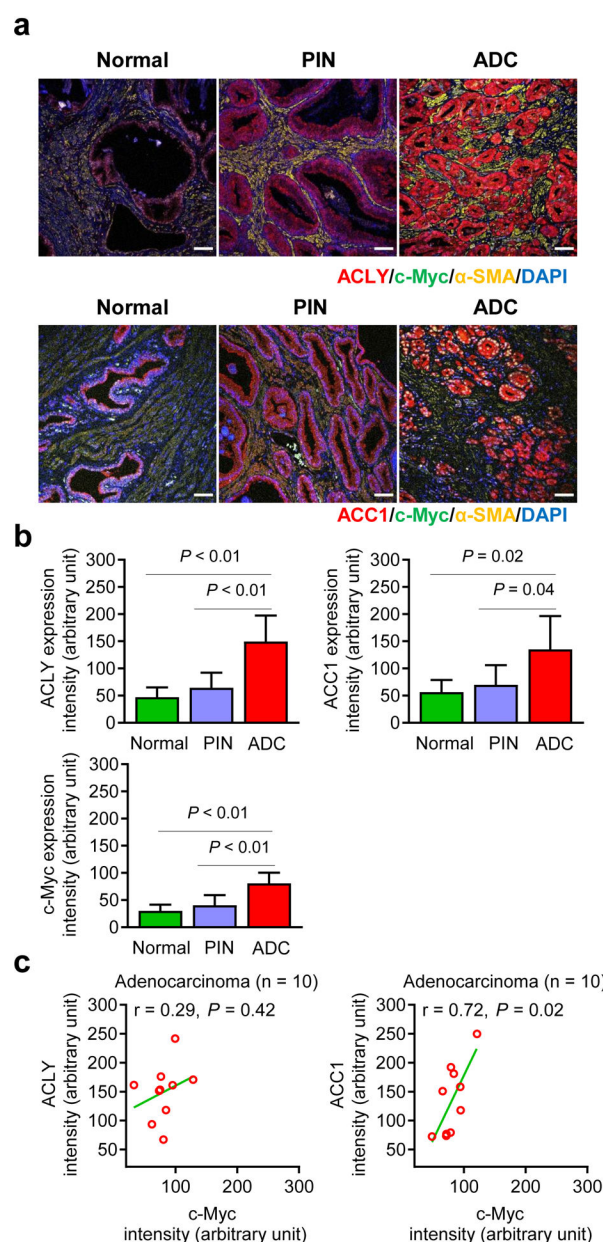 a
Normal PIN ADC
ACLY/c-Myc/α-SMA/DAPI
Normal PIN ADC
ACC1/c-Myc/α-SMA/DAPI
b
ACLY expression
intensity (arbitrary unit)
300
250
200
150
100
50
0
P < 0.01
P < 0.01
Normal PIN ADC
ACC1 expression
intensity (arbitrary unit)
300
250
200
150
100
50
0
P = 0.02
P = 0.04
Normal PIN ADC
c-Myc expression
intensity (arbitrary unit)
300
250
200
150
100
50
0
P < 0.01
P < 0.01
Normal PIN ADC
c
Adenocarcinoma (n = 10)
r = 0.29, P = 0.42
ACLY
intensity (arbitrary unit)
300
250
200
150
100
50
100 200 300
c-Myc
intensity (arbitrary unit)
Adenocarcinoma (n = 10)
r = 0.72, P = 0.02
ACC1
intensity (arbitrary unit)
300
250
200
150
100
50
100 200 300
c-Myc
intensity (arbitrary unit)